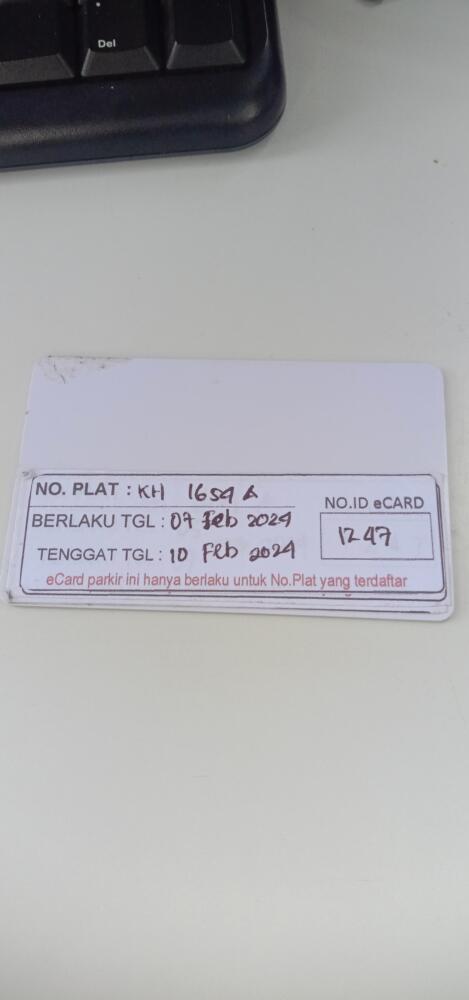 Del
NO. PLAT : KH 1654 A
BERLAKU TGL : 07 Feb 2024
TENGGAT TGL : 10 Feb 2024
NO.ID eCARD
1247
eCard parkir ini hanya berlaku untuk No.Plat yang terdaftar